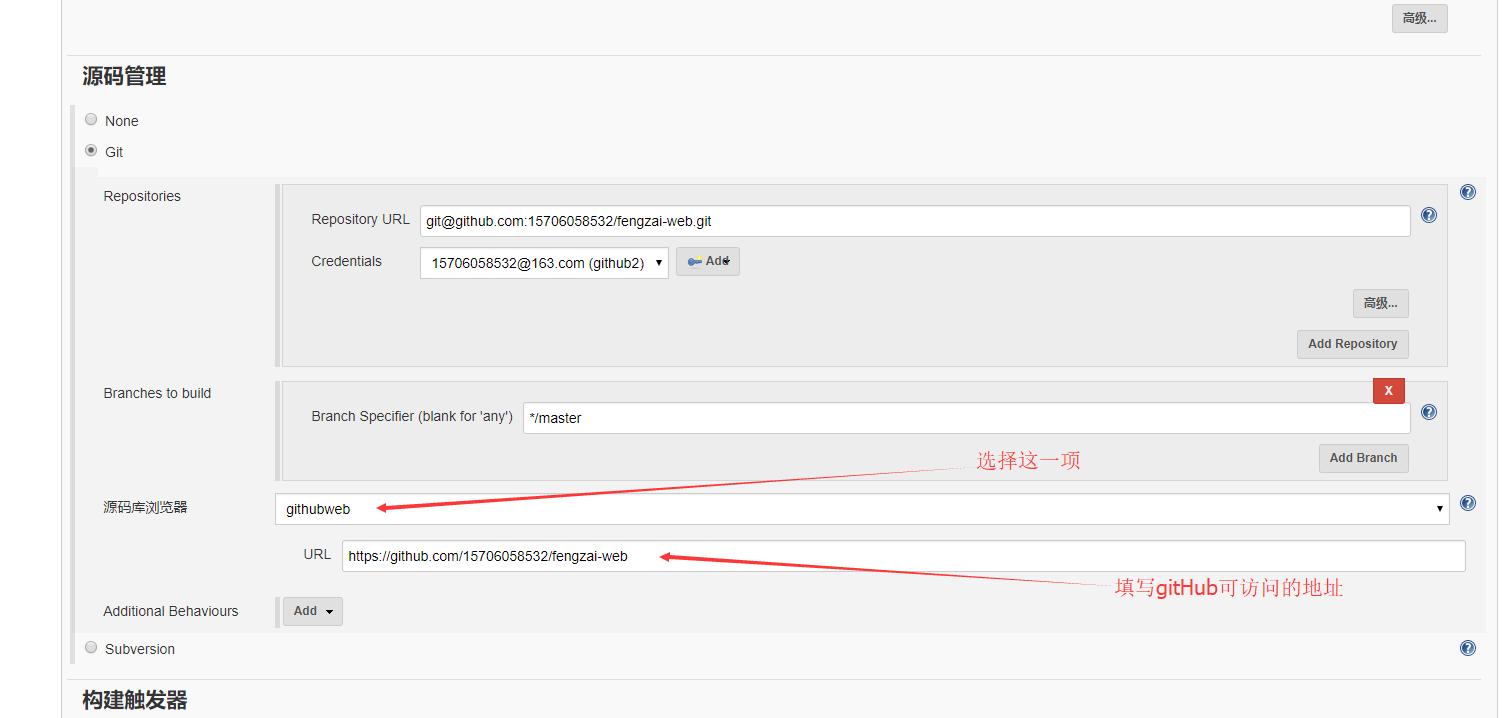 高级...
源码管理
None
Git
Repositories
Repository URL git@github.com:15706058532/fengzai-web.git
Credentials 15706058532@163.com (github2) Add
高级...
Add Repository
Branches to build
X
Branch Specifier (blank for 'any') */master
Add Branch
选择这一项
源码库浏览器 githubweb
URL https://github.com/15706058532/fengzai-web
填写gitHub可访问的地址
Additional Behaviours Add
Subversion
构建触发器